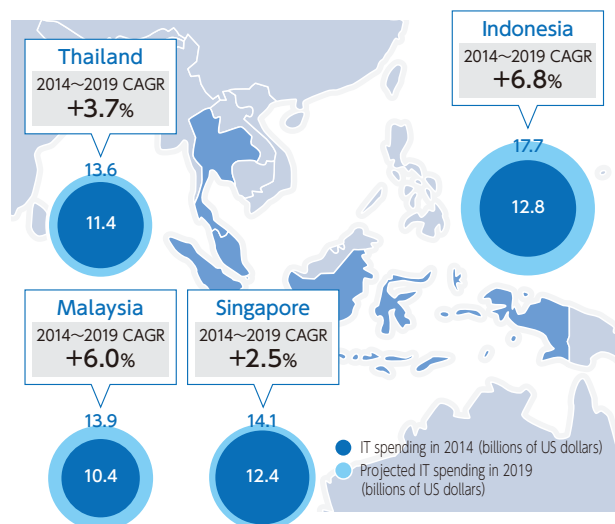 Thailand
2014~2019 CAGR
+3.7%
13.6
11.4
Indonesia
2014~2019 CAGR
+6.8%
17.7
12.8
Malaysia
2014~2019 CAGR
+6.0%
13.9
10.4
Singapore
2014~2019 CAGR
+2.5%
14.1
12.4
IT spending in 2014 (billions of US dollars)
Projected IT spending in 2019
(billions of US dollars)